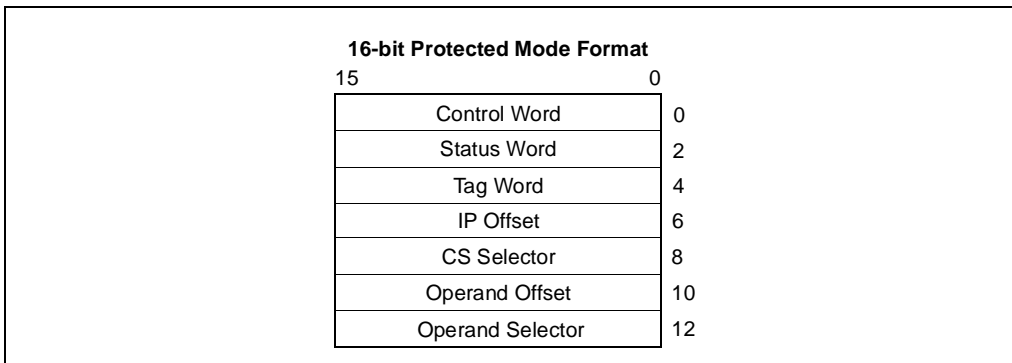 16-bit Protected Mode Format
15 0
Control Word 0
Status Word 2
Tag Word 4
IP Offset 6
CS Selector 8
Operand Offset 10
Operand Selector 12